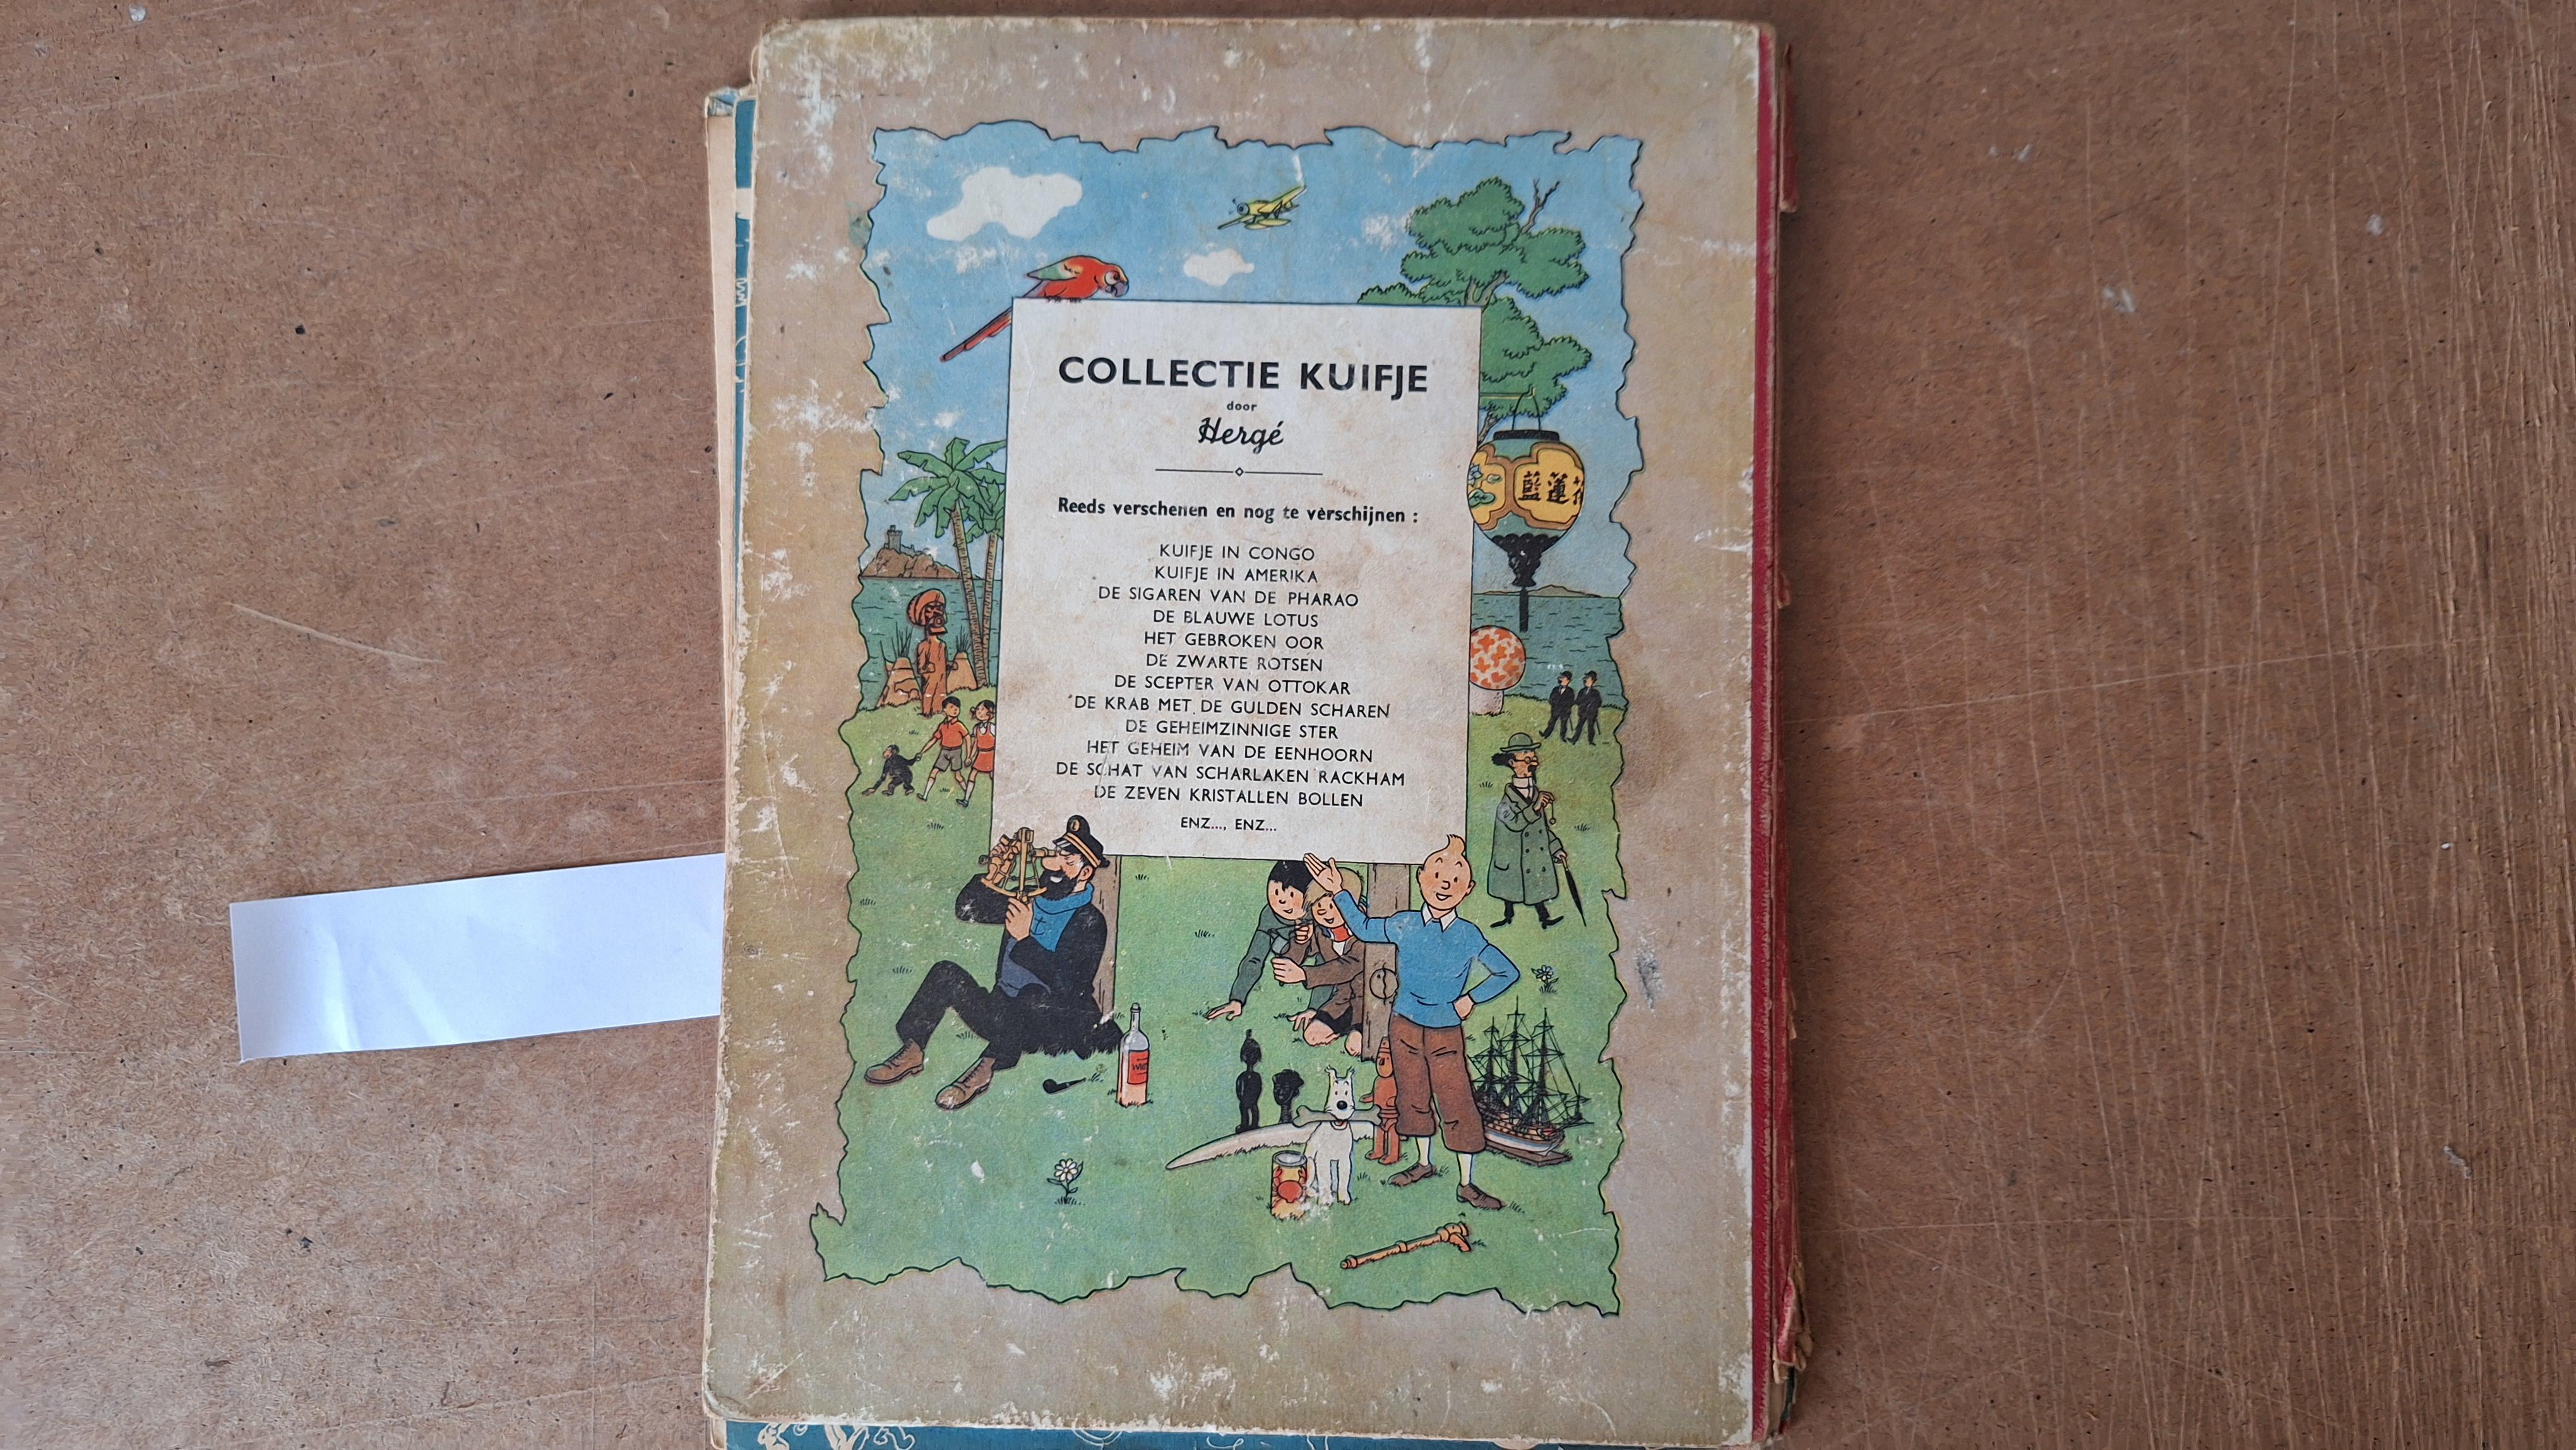 COLLECTIE KUIFJE
door
Hergé
Reeds verschenen en nog te verschijnen :
KUIFJE IN CONGO
KUIFJE IN AMERIKA
DE SIGAREN VAN DE PHARAO
DE BLAUWE LOTUS
HET GEBROKEN OOR
DE ZWARTE ROTSEN
DE SCEPTER VAN OTTOKAR
DE KRAB MET DE GULDEN SCHAREN
DE GEHEIMZINNIGE STER
HET GEHEIM VAN DE EENHOORN
DE SCHAT VAN SCHARLAKEN RACKHAM
DE ZEVEN KRISTALLEN BOLLEN
ENZ..., ENZ...
藍蓮